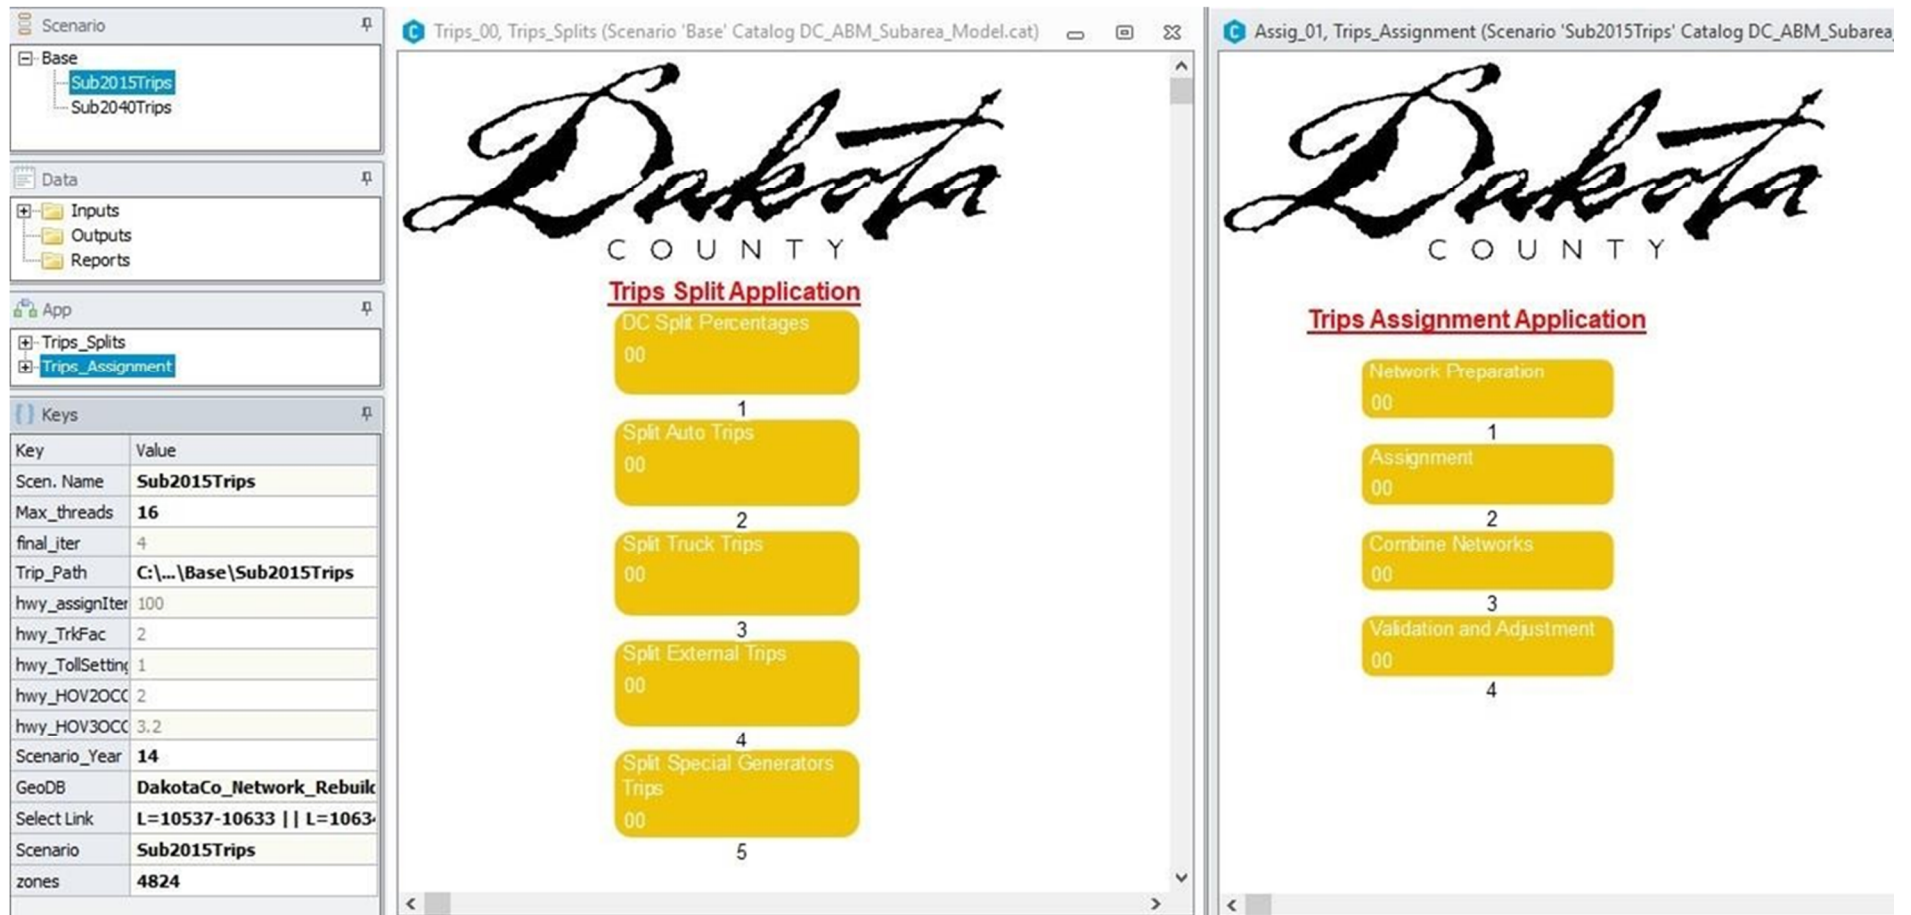 Scenario
Base
Sub2015Trips
Sub2040Trips
Data
Inputs
Outputs
Reports
App
Trips_Splits
Trips_Assignment
Keys
Key Value
Scen. Name Sub2015Trips
Max_threads 16
final_iter 4
Trip_Path C:\...\Base\Sub2015Trips
hwy_assignIter 100
hwy_TrkFac 2
hwy_TollSetting 1
hwy_HOV2OCC 2
hwy_HOV3OCC 3.2
Scenario_Year 14
GeoDB DakotaCo_Network_Rebuild
Select Link L=10537-10633 || L=10634
Scenario Sub2015Trips
zones 4824
Trips_00, Trips_Splits (Scenario 'Base' Catalog DC_ABM_Subarea_Model.cat)
Dakota
COUNTY
Trips Split Application
DC Split Percentages
00
1
Split Auto Trips
00
2
Split Truck Trips
00
3
Split External Trips
00
4
Split Special Generators
Trips
00
5
Assig_01, Trips_Assignment (Scenario 'Sub2015Trips' Catalog DC_ABM_Subarea_
Dakota
COUNTY
Trips Assignment Application
Network Preparation
00
1
Assignment
00
2
Combine Networks
00
3
Validation and Adjustment
00
4